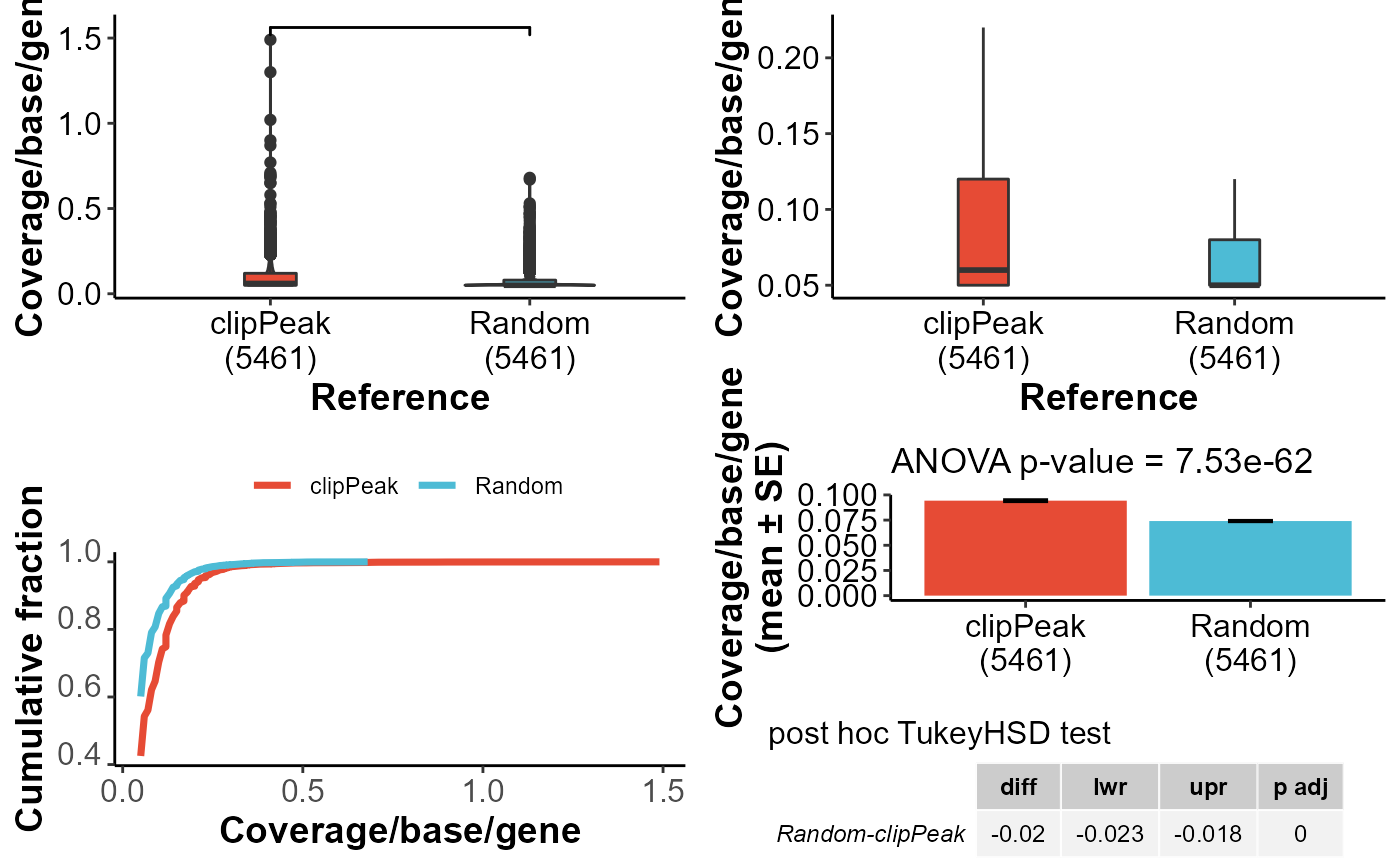 Coverage/base/gen
1.5
1.0
0.5
0.0
clipPeak
(5461)
Random
(5461)
Reference
Coverage/base/gen
0.20
0.15
0.10
0.05
clipPeak
(5461)
Random
(5461)
Reference
clipPeak
Random
Cumulative fraction
1.0
0.8
0.6
0.4
0.0
0.5
1.0
1.5
Coverage/base/gene
ANOVA p-value = 7.53e-62
Coverage/base/gene
(mean ± SE)
0.100
0.075
0.050
0.025
0.000
clipPeak
(5461)
Random
(5461)
post hoc TukeyHSD test
diff lwr upr p adj
Random-clipPeak -0.02 -0.023 -0.018 0